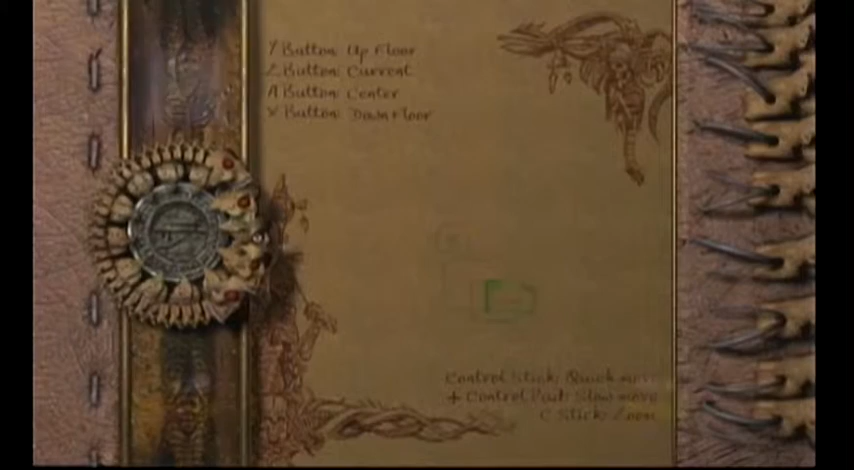 Y Button: Up Floor
Z Button: Current
A Button: Center
X Button: Down Floor
Control Stick: Quick move
+ Control Pad: Slow move
C Stick: Zoom